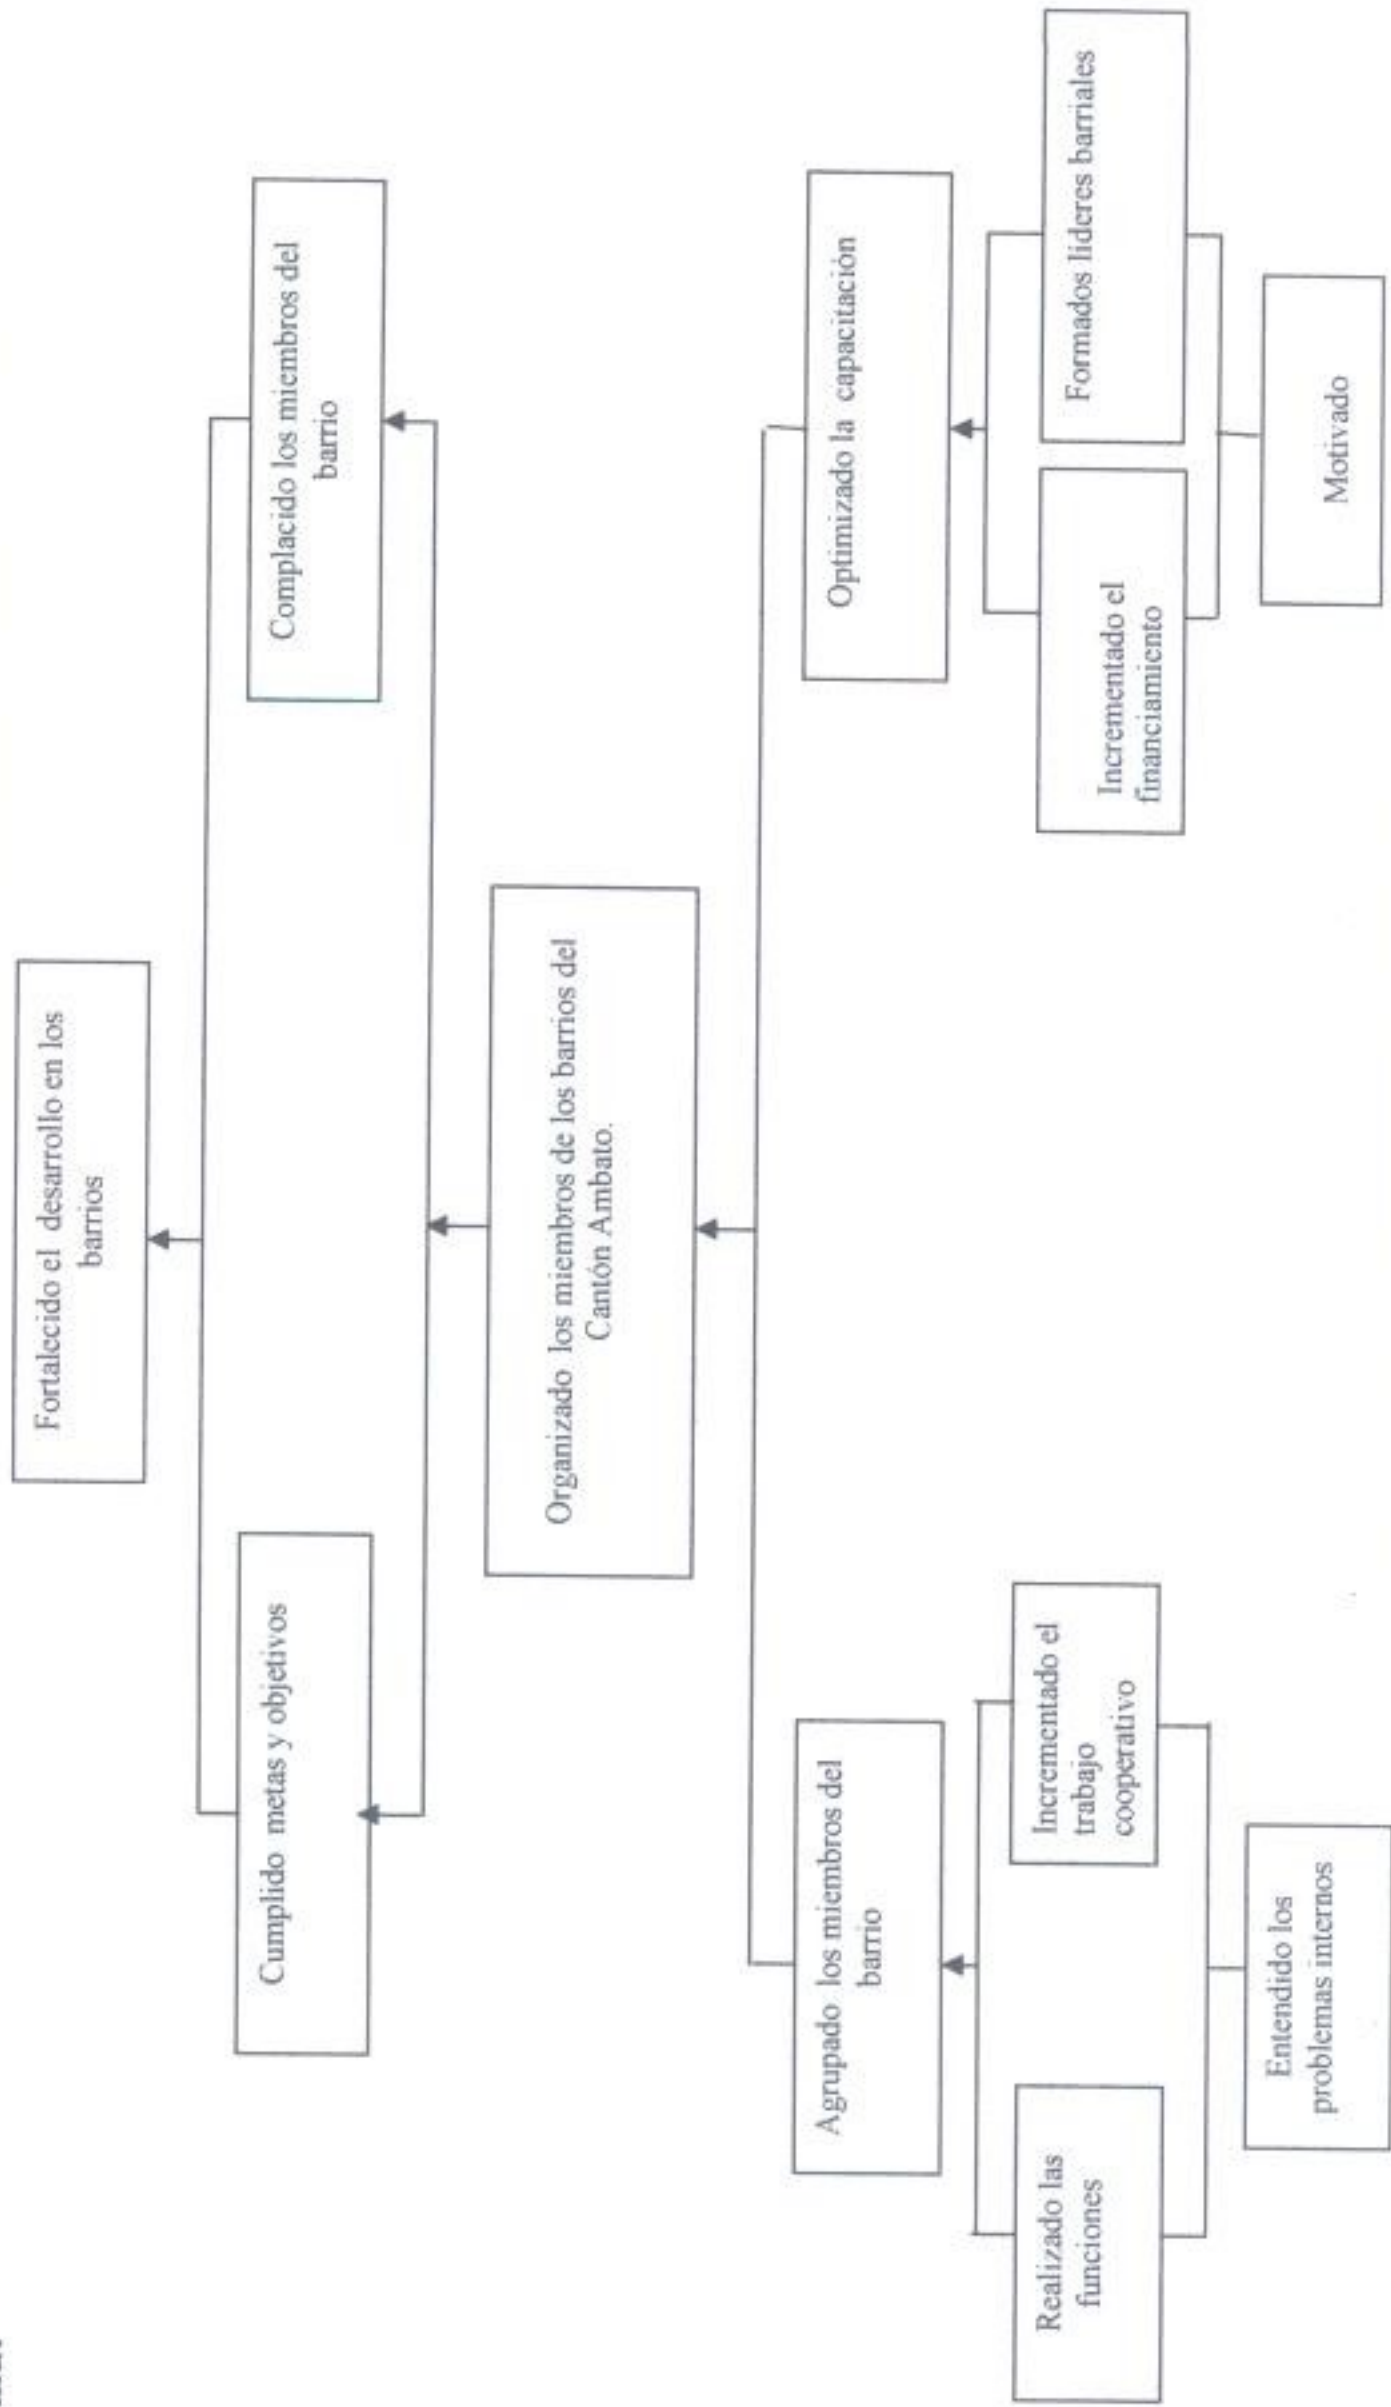 Fortalecido el desarrollo en los
barrios
Cumplido metas y objetivos
Complacido los miembros del
barrio
Organizado los miembros de los barrios del
Cantón Ambato.
Agrupado los miembros del
barrio
Optimizado la capacitación
Realizado las
funciones
Incrementado el
trabajo
cooperativo
Incrementado el
financiamiento
Formados lideres barriales
Entendido los
problemas internos
Motivado